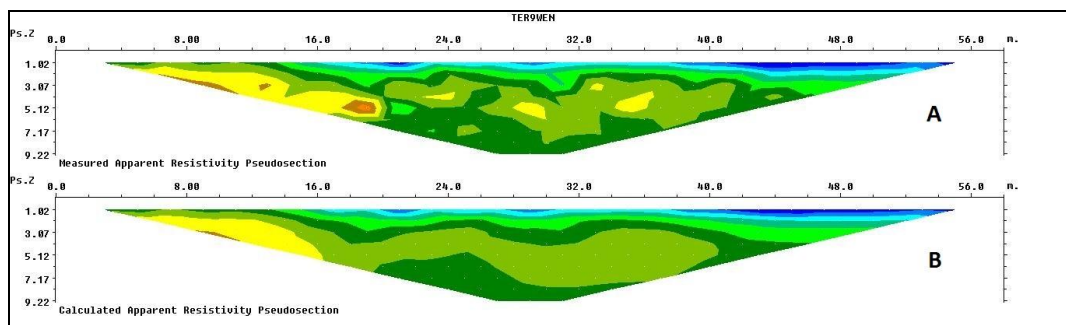 TER9WEN
Ps.Z 0.0 8.00 16.0 24.0 32.0 40.0 48.0 56.0 m.
1.02
3.07
5.12
7.17
9.22
A
Measured Apparent Resistivity Pseudosection
Ps.Z 0.0 8.00 16.0 24.0 32.0 40.0 48.0 56.0 m.
1.02
3.07
5.12
7.17
9.22
B
Calculated Apparent Resistivity Pseudosection